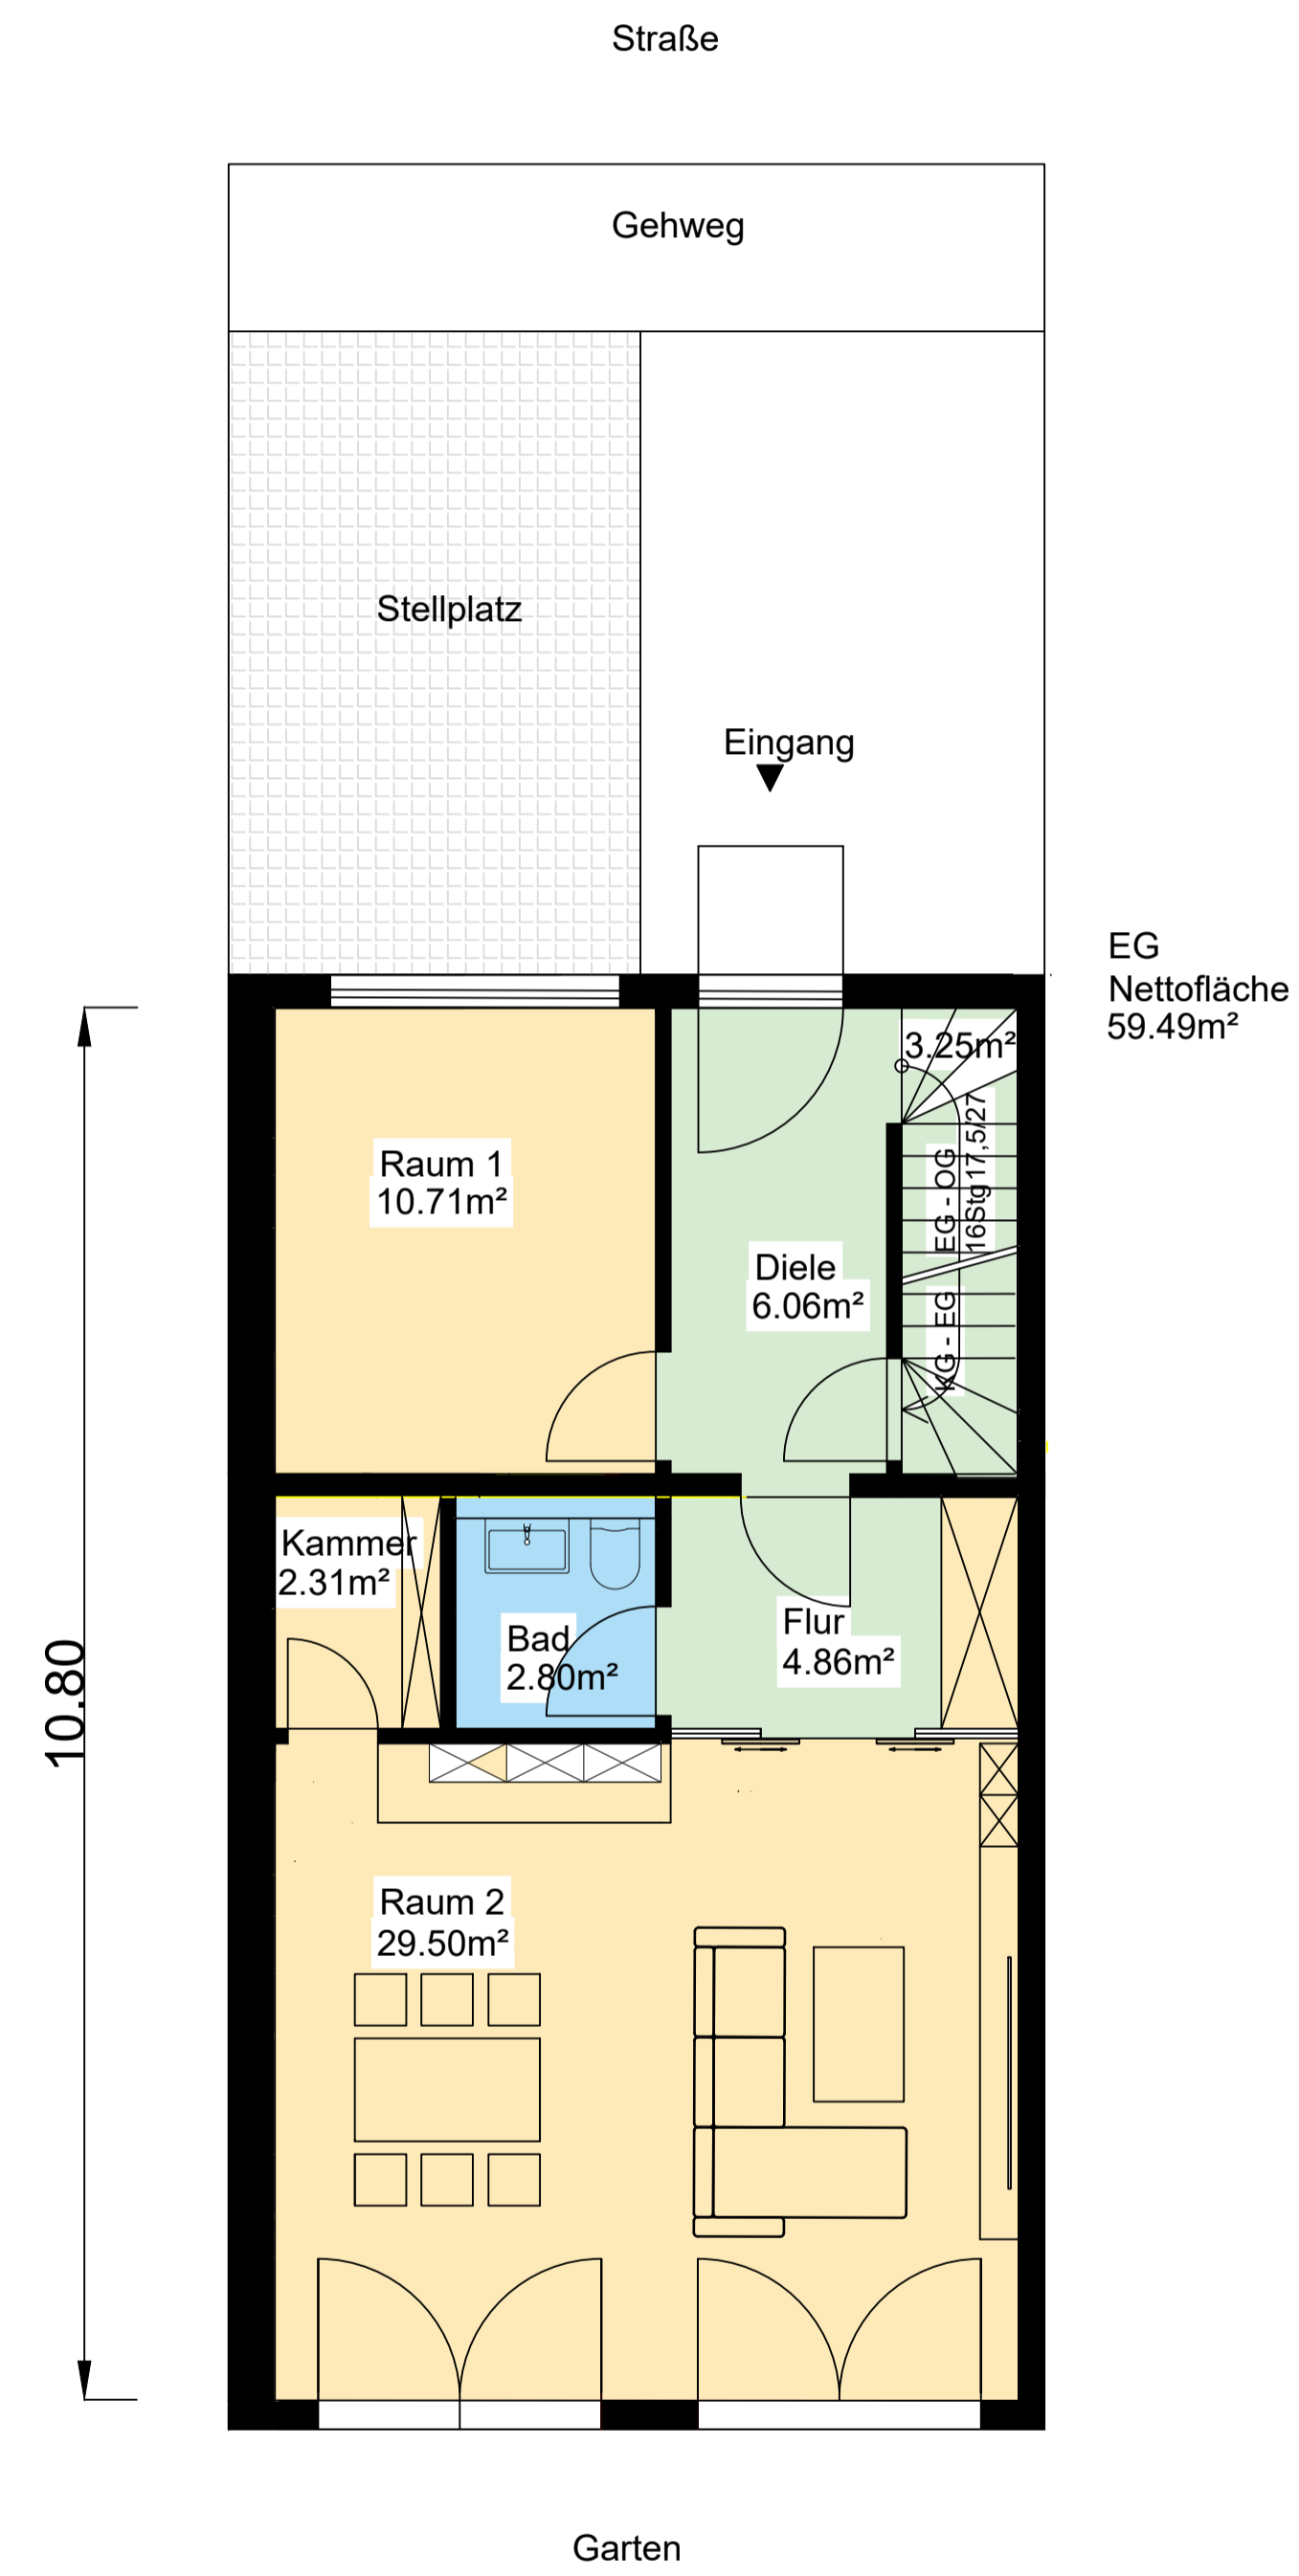 Straße
Gehweg
Stellplatz
Eingang
EG
Nettofläche
59.49m²
3.25m²
EG - OG
16Stg 17,5/27
KG - EG
Raum 1
10.71m²
Diele
6.06m²
Kammer
2.31m²
Bad
2.80m²
Flur
4.86m²
10.80
Raum 2
29.50m²
Garten